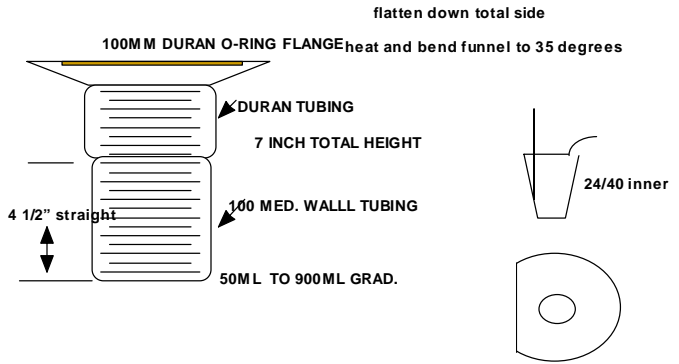 flatten down total side
100MM DURAN O-RING FLANGE
heat and bend funnel to 35 degrees
DURAN TUBING
7 INCH TOTAL HEIGHT
24/40 inner
100 MED. WALLL TUBING
4 1/2” straight
50ML TO 900ML GRAD.